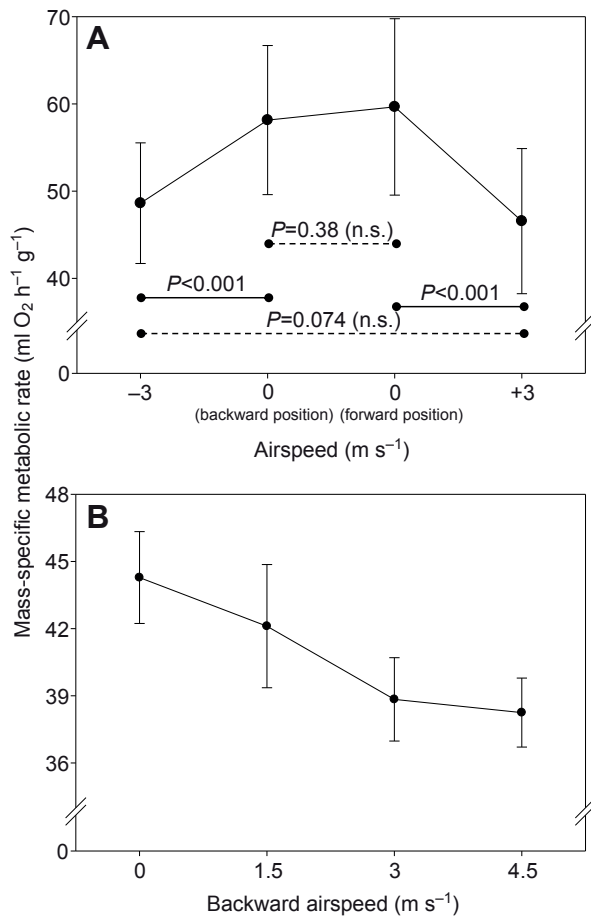 A
70
60
50
40
0
P=0.38 (n.s.)
P<0.001
P<0.001
P=0.074 (n.s.)
–3
0
0
+3
(backward position)
(forward position)
Airspeed (m s⁻¹)
Mass-specific metabolic rate (ml O₂ h⁻¹ g⁻¹)
B
48
45
42
39
36
0
0
1.5
3
4.5
Backward airspeed (m s⁻¹)